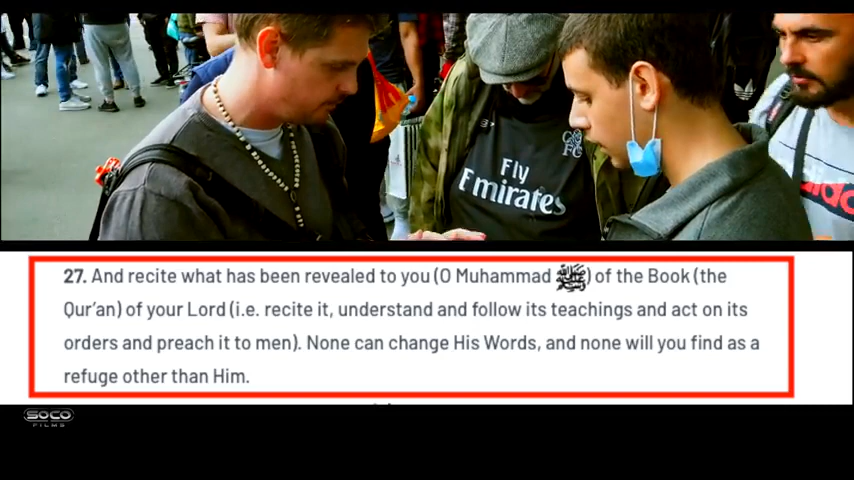 CFC
Fly
Emirates
27. And recite what has been revealed to you (O Muhammad ﷺ) of the Book (the
Qur’an) of your Lord (i.e. recite it, understand and follow its teachings and act on its
orders and preach it to men). None can change His Words, and none will you find as a
refuge other than Him.
SOCO
FILMS